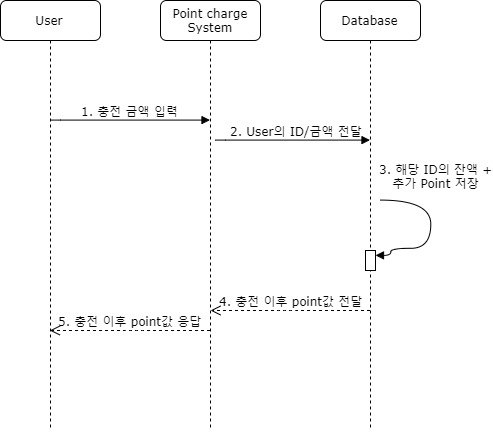 User
Point charge
System
Database
1. 충전 금액 입력
2. User의 ID/금액 전달
3. 해당 ID의 잔액 +
추가 Point 저장
4. 충전 이후 point값 전달
5. 충전 이후 point값 응답